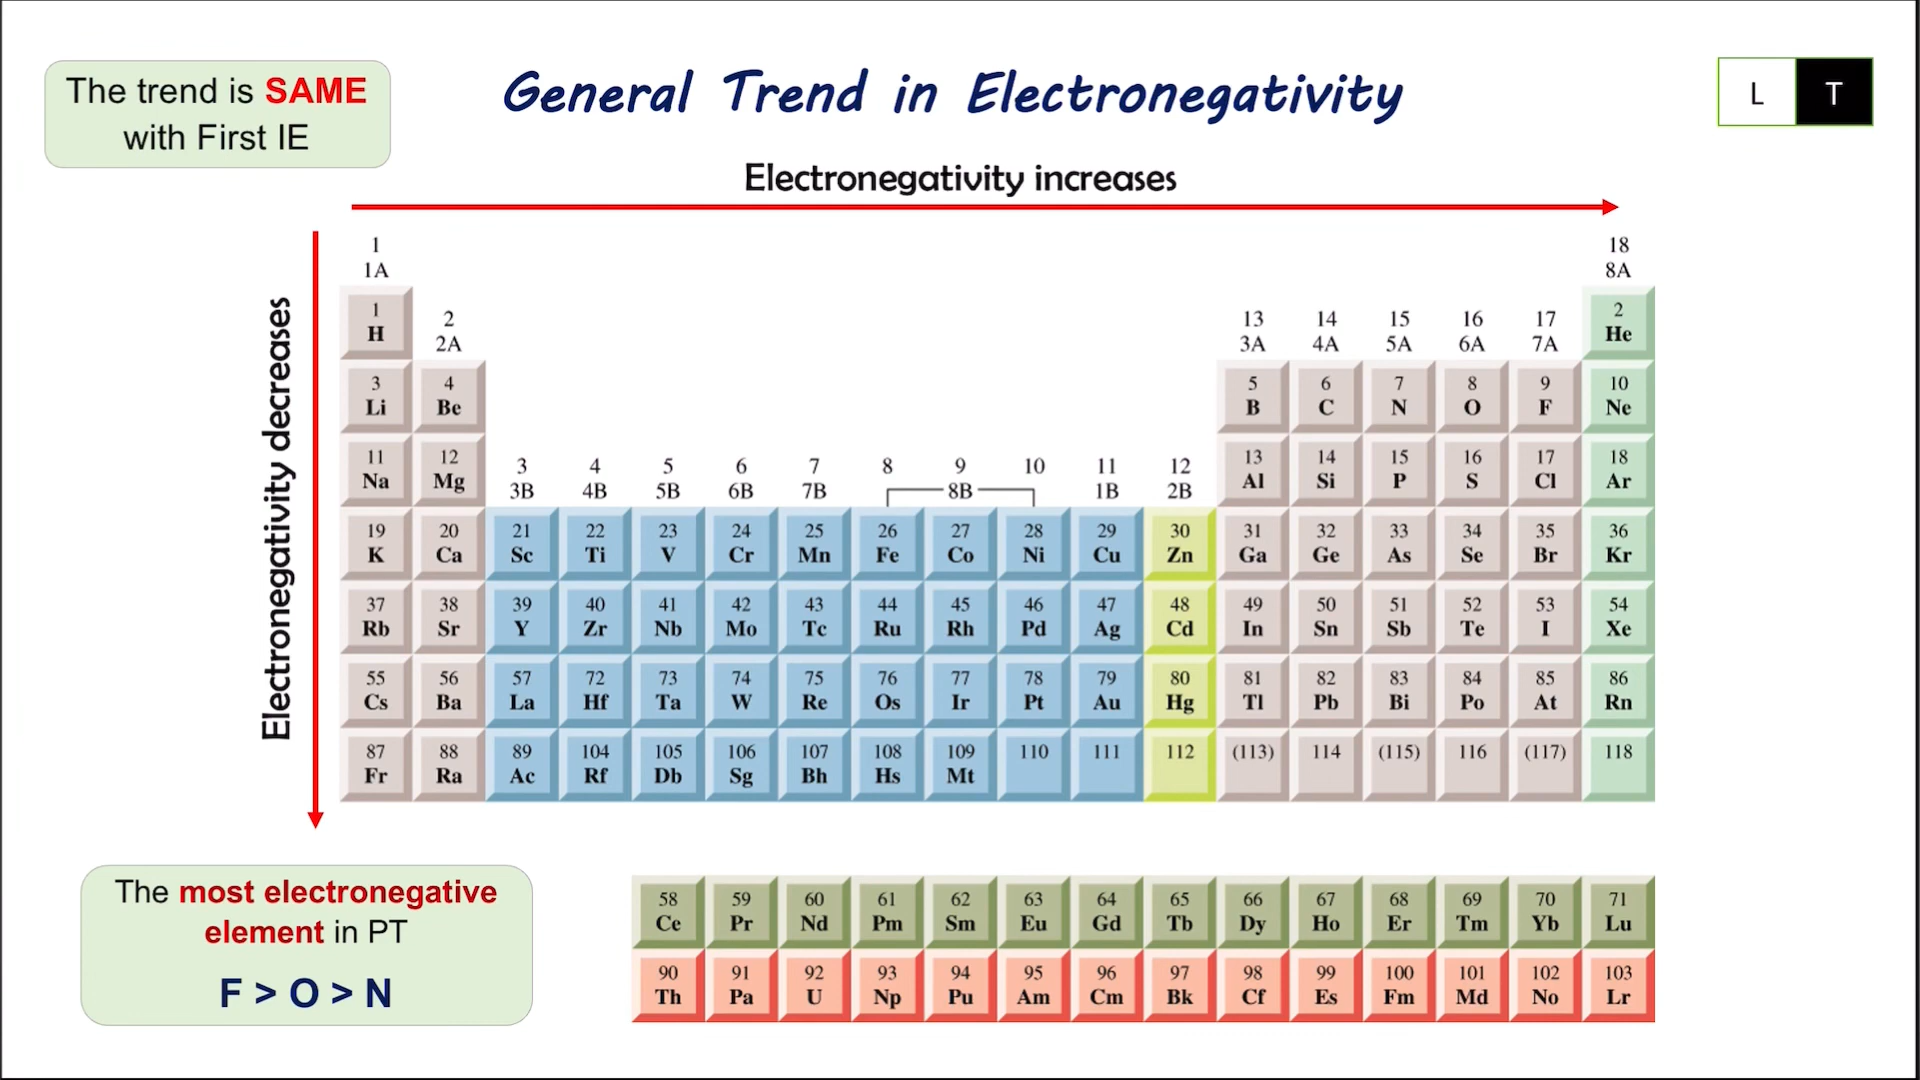 The trend is SAME
with First IE
General Trend in Electronegativity
L T
Electronegativity increases
Electronegativity decreases
1 18
1A 8A
1 2 13 14 15 16 17 2
H 2A 3A 4A 5A 6A 7A He
3 4 5 6 7 8 9 10
Li Be B C N O F Ne
11 12 3 4 5 6 7 8 9 10 11 12 13 14 15 16 17 18
Na Mg 3B 4B 5B 6B 7B 8B 1B 2B Al Si P S Cl Ar
19 20 21 22 23 24 25 26 27 28 29 30 31 32 33 34 35 36
K Ca Sc Ti V Cr Mn Fe Co Ni Cu Zn Ga Ge As Se Br Kr
37 38 39 40 41 42 43 44 45 46 47 48 49 50 51 52 53 54
Rb Sr Y Zr Nb Mo Tc Ru Rh Pd Ag Cd In Sn Sb Te I Xe
55 56 57 72 73 74 75 76 77 78 79 80 81 82 83 84 85 86
Cs Ba La Hf Ta W Re Os Ir Pt Au Hg Tl Pb Bi Po At Rn
87 88 89 104 105 106 107 108 109 110 111 112 (113) 114 (115) 116 (117) 118
Fr Ra Ac Rf Db Sg Bh Hs Mt
58 59 60 61 62 63 64 65 66 67 68 69 70 71
Ce Pr Nd Pm Sm Eu Gd Tb Dy Ho Er Tm Yb Lu
90 91 92 93 94 95 96 97 98 99 100 101 102 103
Th Pa U Np Pu Am Cm Bk Cf Es Fm Md No Lr
The most electronegative
element in PT
F > O > N